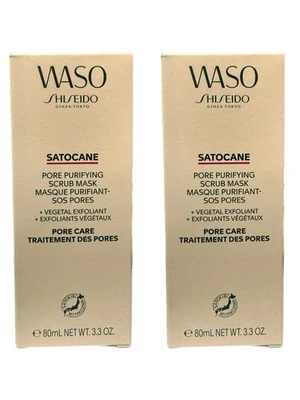 WASO
SHISEIDO
GINZA TOKYO
SATOCANE
PORE PURIFYING
SCRUB MASK
MASQUE PURIFIANT-
SOS PORES
+ VEGETAL EXFOLIANT
+ EXFOLIANTS VÉGÉTAUX
PORE CARE
TRAITEMENT DES PORES
℮ 80mL NET WT. 3.3 OZ.
WASO
SHISEIDO
GINZA TOKYO
SATOCANE
PORE PURIFYING
SCRUB MASK
MASQUE PURIFIANT-
SOS PORES
+ VEGETAL EXFOLIANT
+ EXFOLIANTS VÉGÉTAUX
PORE CARE
TRAITEMENT DES PORES
℮ 80mL NET WT. 3.3 OZ.